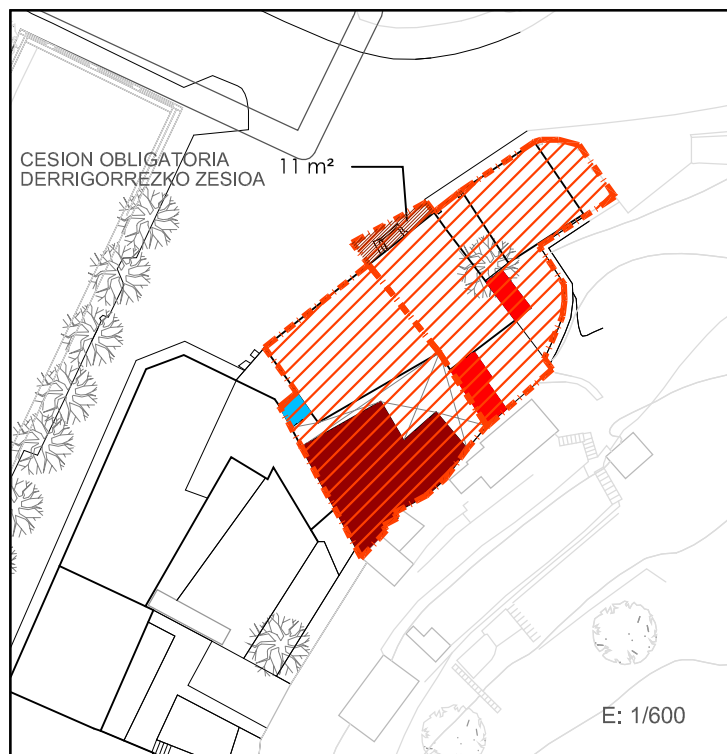 CESION OBLIGATORIA
DERRIGORREZKO ZESIOA
11 m²
E: 1/600